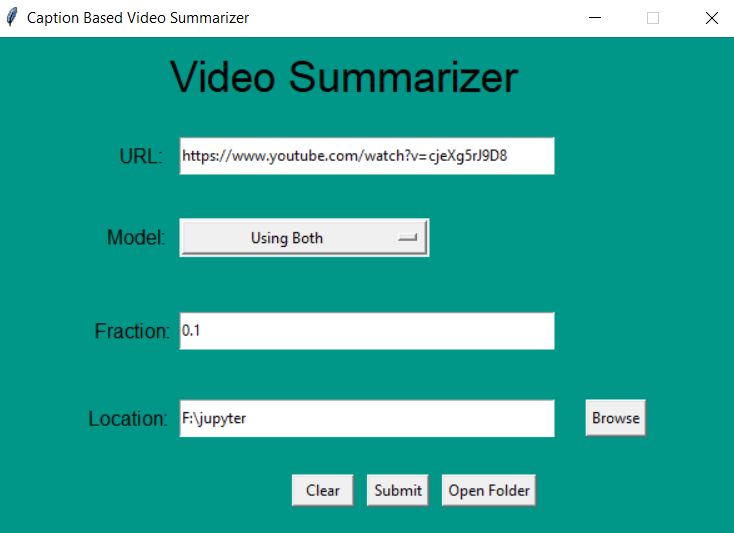 Caption Based Video Summarizer
Video Summarizer
URL: https://www.youtube.com/watch?v=cjeXg5rJ9D8
Model: Using Both
Fraction: 0.1
Location: F:\jupyter Browse
Clear Submit Open Folder